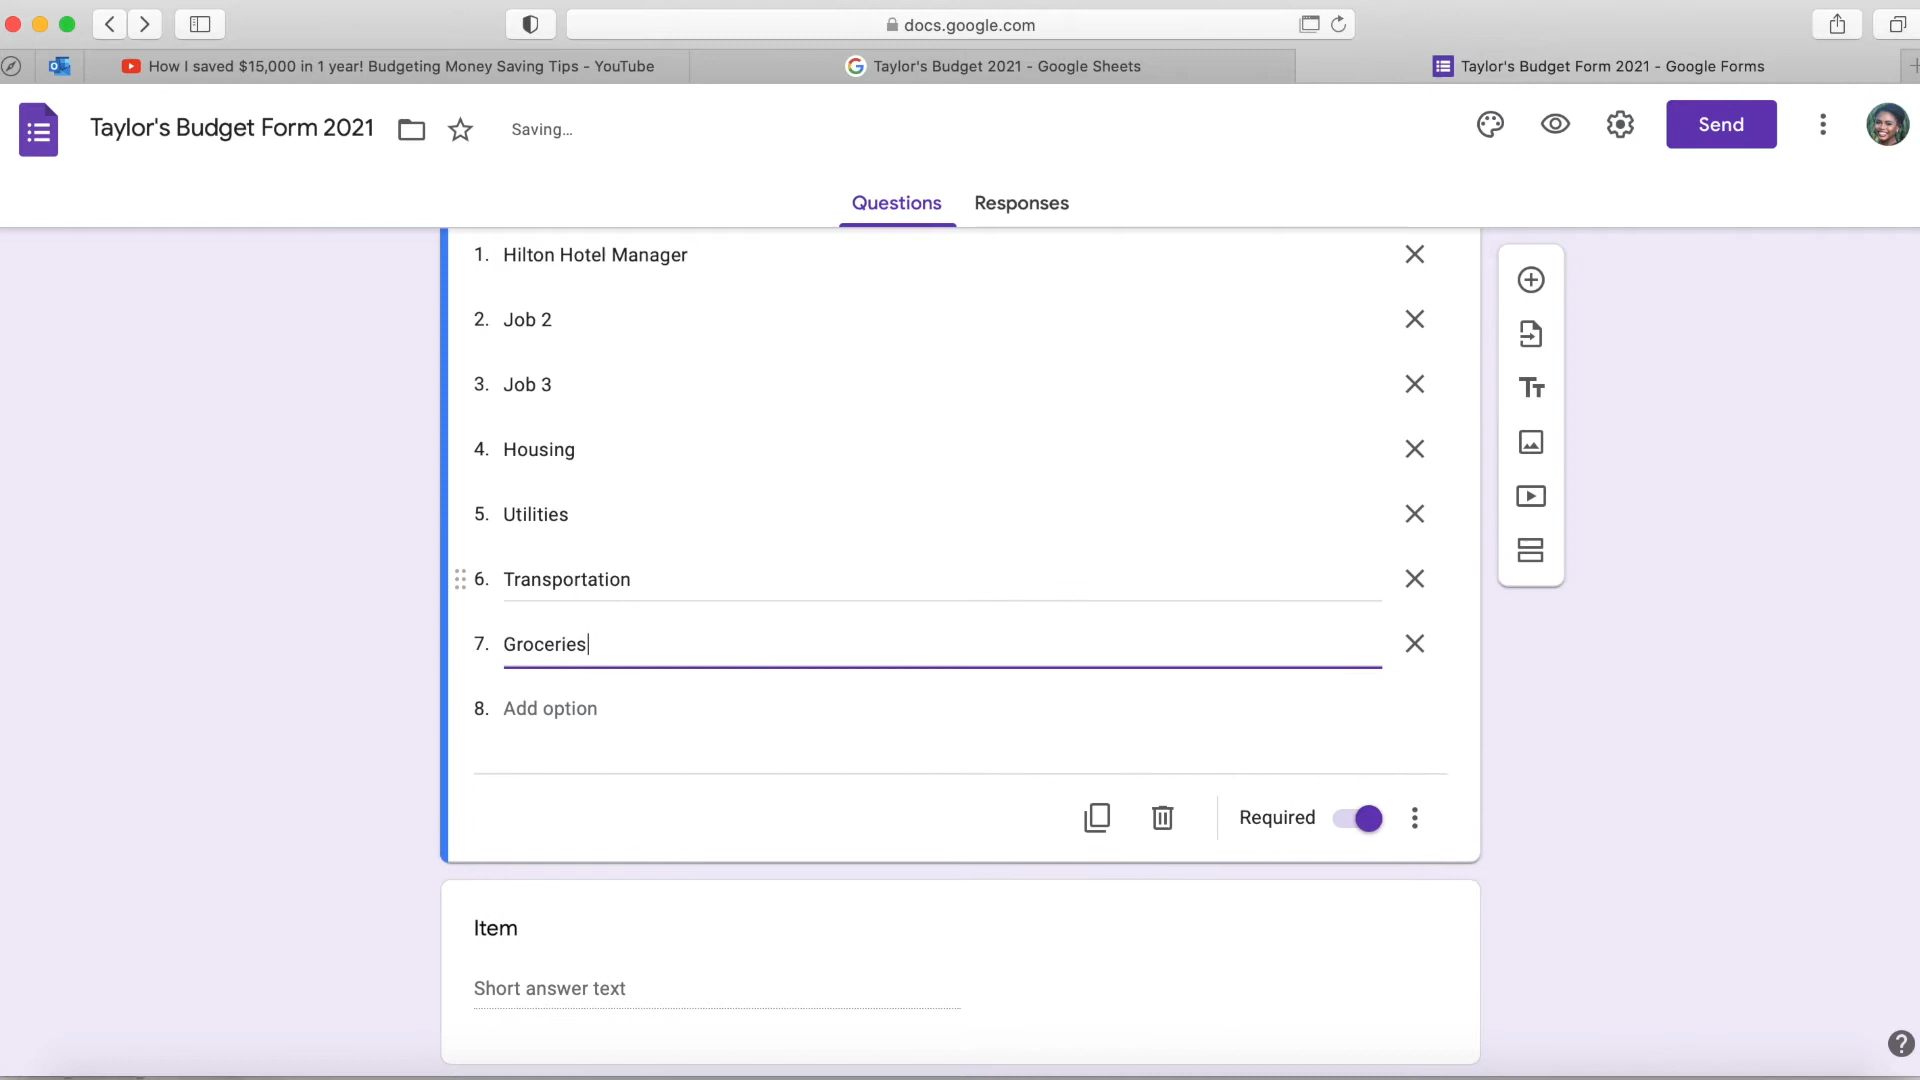 docs.google.com
How I saved $15,000 in 1 year! Budgeting Money Saving Tips - YouTube
Taylor's Budget 2021 - Google Sheets
Taylor's Budget Form 2021 - Google Forms
Taylor's Budget Form 2021
Saving...
Send
Questions
Responses
1. Hilton Hotel Manager
2. Job 2
3. Job 3
4. Housing
5. Utilities
6. Transportation
7. Groceries
8. Add option
Required
Item
Short answer text